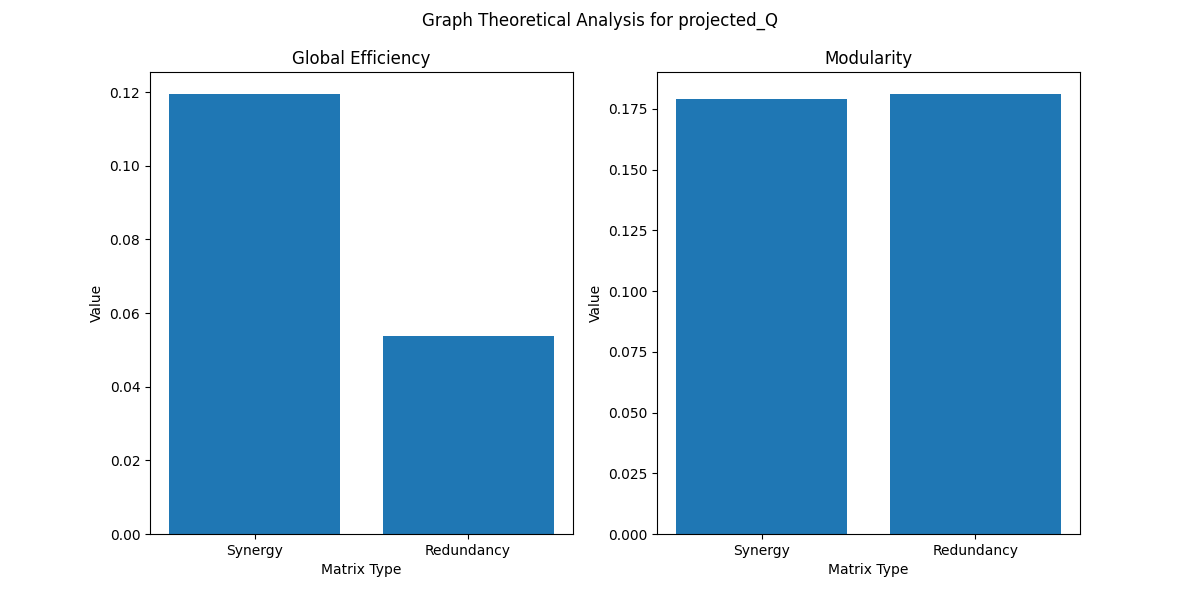 Graph Theoretical Analysis for projected_Q
Global Efficiency
0.12
0.10
0.08
0.06
0.04
0.02
0.00
Value
Synergy
Redundancy
Matrix Type
Modularity
0.175
0.150
0.125
0.100
0.075
0.050
0.025
0.000
Value
Synergy
Redundancy
Matrix Type